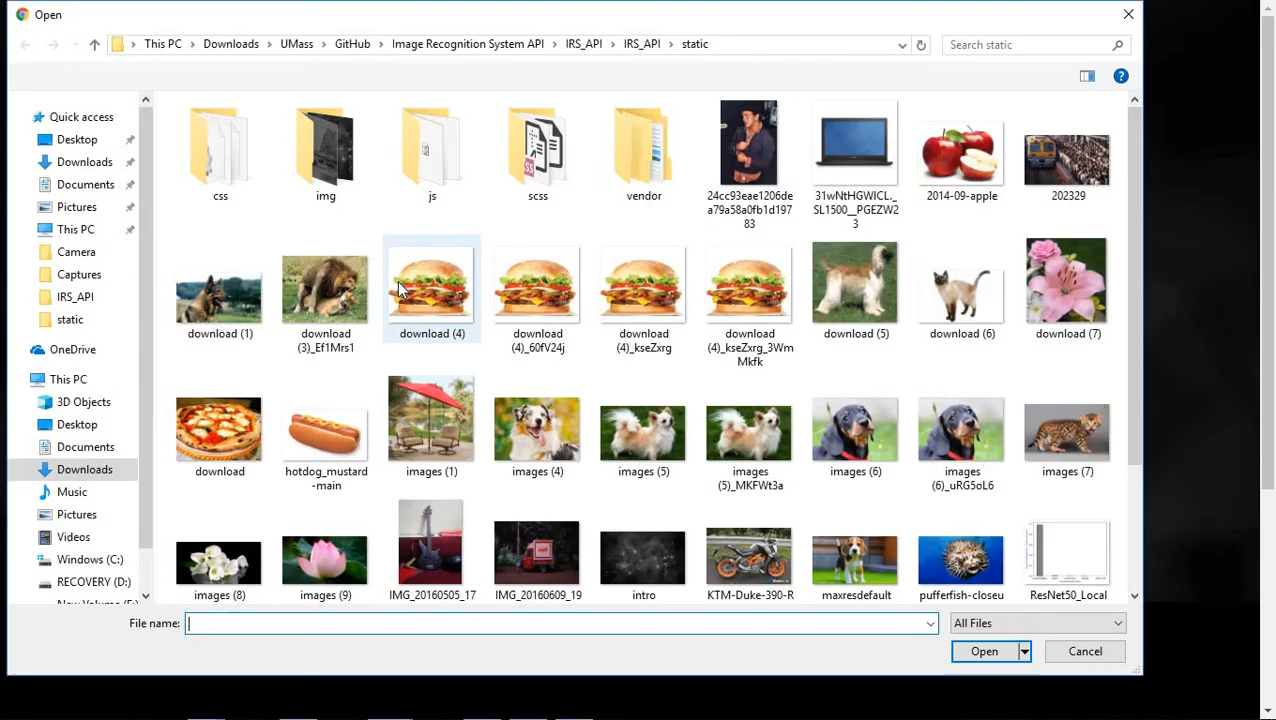 Open
This PC
Downloads
UMass
GitHub
Image Recognition System API
IRS_API
IRS_API
static
Search static
Quick access
Desktop
Downloads
Documents
Pictures
This PC
Camera
Captures
IRS_API
static
OneDrive
This PC
3D Objects
Desktop
Documents
Downloads
Music
Pictures
Videos
Windows (C:)
RECOVERY (D:)
New Volume (E:)
css
img
js
scss
vendor
24cc93eae1206de
a79a58a0fb1d197
83
31wNtHGWICL._
SL1500__PGEZW2
3
2014-09-apple
202329
download (1)
download
(3)_Ef1Mrs1
download (4)
download
(4)_60fV24j
download
(4)_kseZxrg
download
(4)_kseZxrg_3Wm
Mkfk
download (5)
download (6)
download (7)
download
hotdog_mustard
-main
images (1)
images (4)
images (5)
images
(5)_MKFWt3a
images (6)
images
(6)_uRG5oL6
images (7)
images (8)
images (9)
IMG_20160505_17
IMG_20160609_19
intro
KTM-Duke-390-R
maxresdefault
pufferfish-closeu
ResNet50_Local
File name:
All Files
Open
Cancel